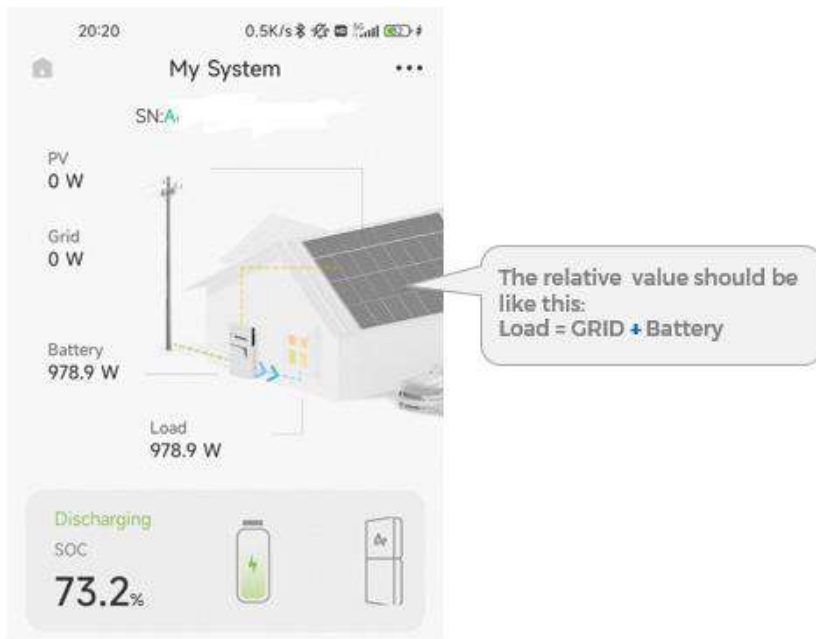 20:20
0.5K/s
5G
My System
SN:A
PV
0 W
Grid
0 W
Battery
978.9 W
Load
978.9 W
The relative value should be
like this:
Load = GRID + Battery
Discharging
SOC
73.2%